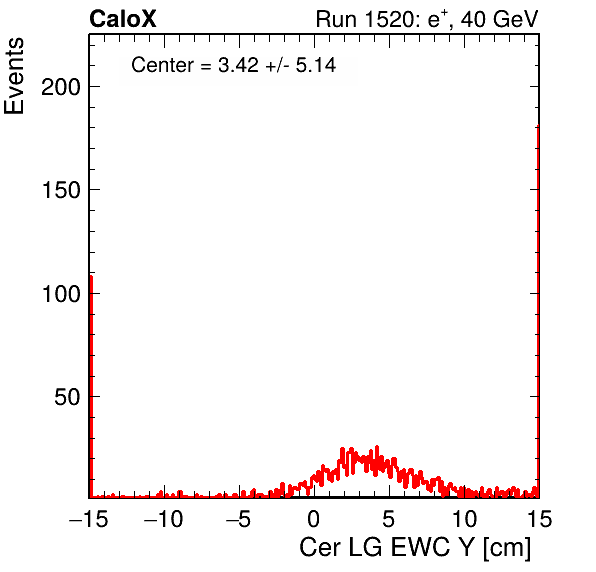 CaloX Run 1520: e⁺, 40 GeV
Center = 3.42 +/- 5.14
Events
200
150
100
50
−15 −10 −5 0 5 10 15
Cer LG EWC Y [cm]